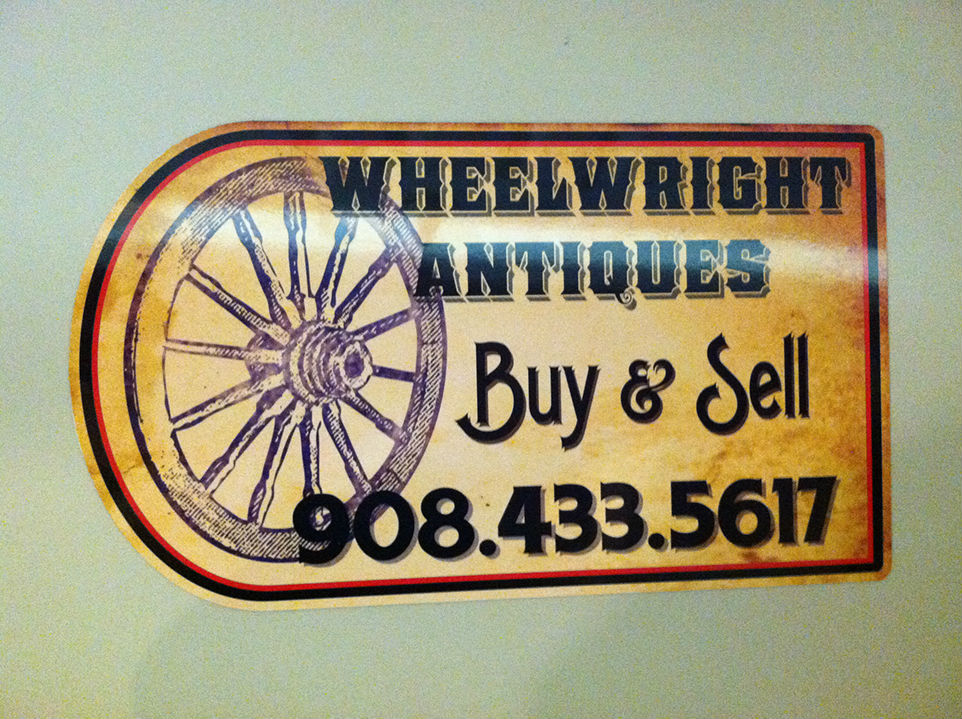 WHEELWRIGHT
ANTIQUES
Buy & Sell
908.433.5617